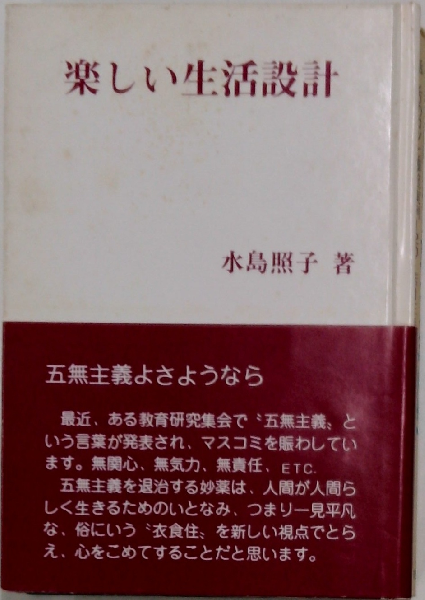 楽しい生活設計
水島照子 著
五無主義よさようなら
最近、ある教育研究集会で〝五無主義〟と
いう言葉が発表され、マスコミを賑わしてい
ます。無関心、無気力、無責任、ETC.
五無主義を退治する妙薬は、人間が人間ら
しく生きるためのいとなみ、つまり一見平凡
な、俗にいう〝衣食住〟を新しい視点でとら
え、心をこめてすることだと思います。